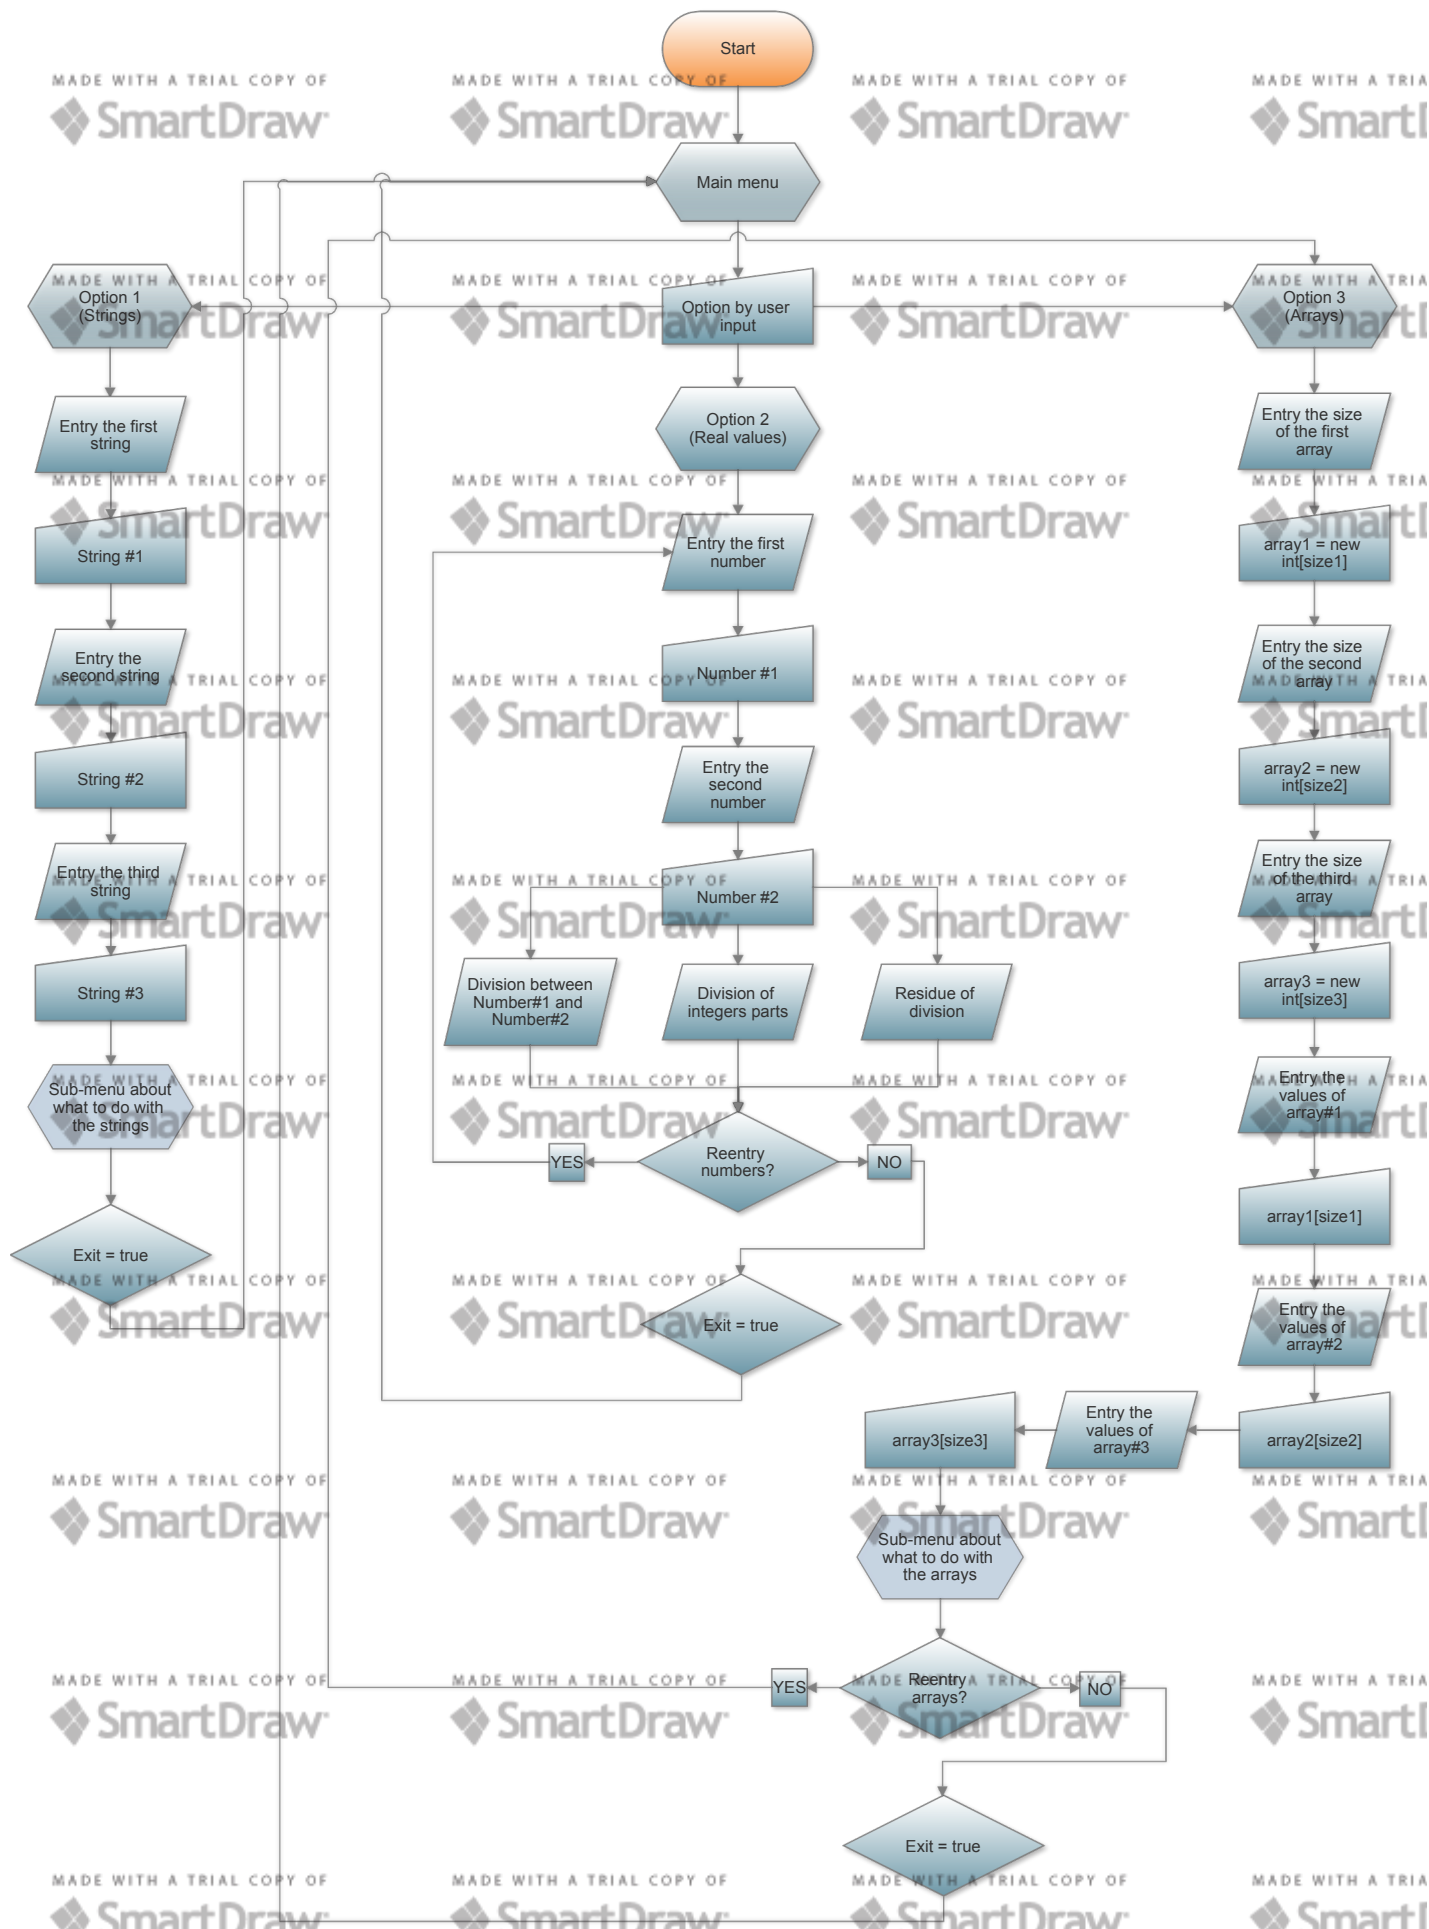 Start
Main menu
Option by user
input
Option 1
(Strings)
Entry the first
string
String #1
Entry the
second string
String #2
Entry the third
string
String #3
Sub-menu about
what to do with
the strings
Exit = true
Option 2
(Real values)
Entry the first
number
Number #1
Entry the
second
number
Number #2
Division between
Number#1 and
Number#2
Division of
integers parts
Residue of
division
Reentry
numbers?
YES
NO
Exit = true
Option 3
(Arrays)
Entry the size
of the first
array
array1 = new
int[size1]
Entry the size
of the second
array
array2 = new
int[size2]
Entry the size
of the third
array
array3 = new
int[size3]
Entry the
values of
array#1
array1[size1]
Entry the
values of
array#2
array2[size2]
Entry the
values of
array#3
array3[size3]
Sub-menu about
what to do with
the arrays
Reentry
arrays?
YES
NO
Exit = true
MADE WITH A TRIAL COPY OF
SmartDraw